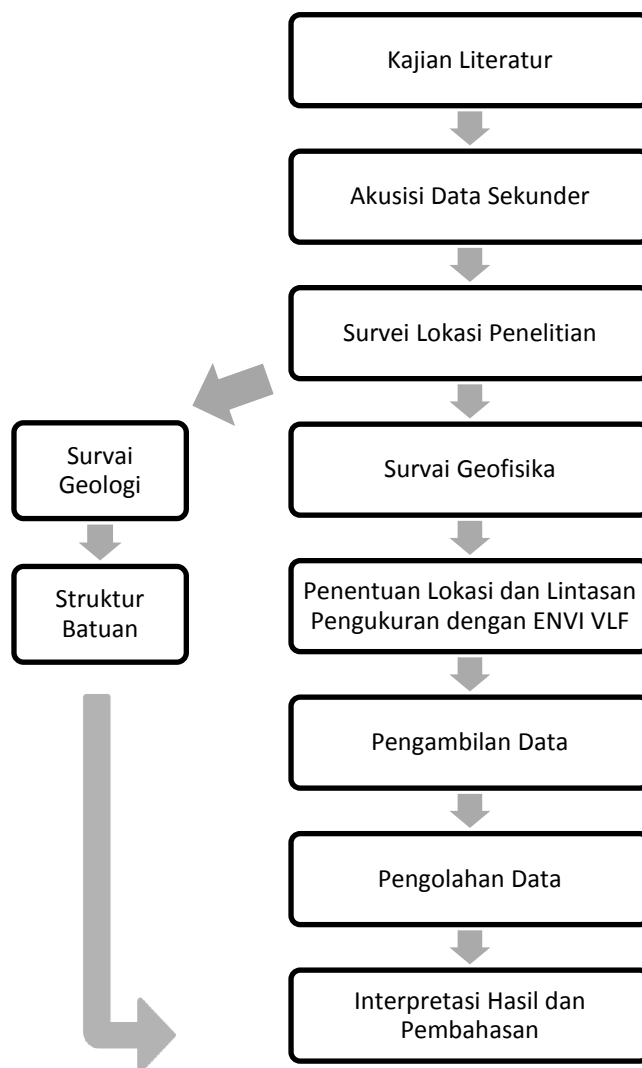 Kajian Literatur
Akusisi Data Sekunder
Survei Lokasi Penelitian
Survai
Geologi
Survai Geofisika
Struktur
Batuan
Penentuan Lokasi dan Lintasan
Pengukuran dengan ENVI VLF
Pengambilan Data
Pengolahan Data
Interpretasi Hasil dan
Pembahasan